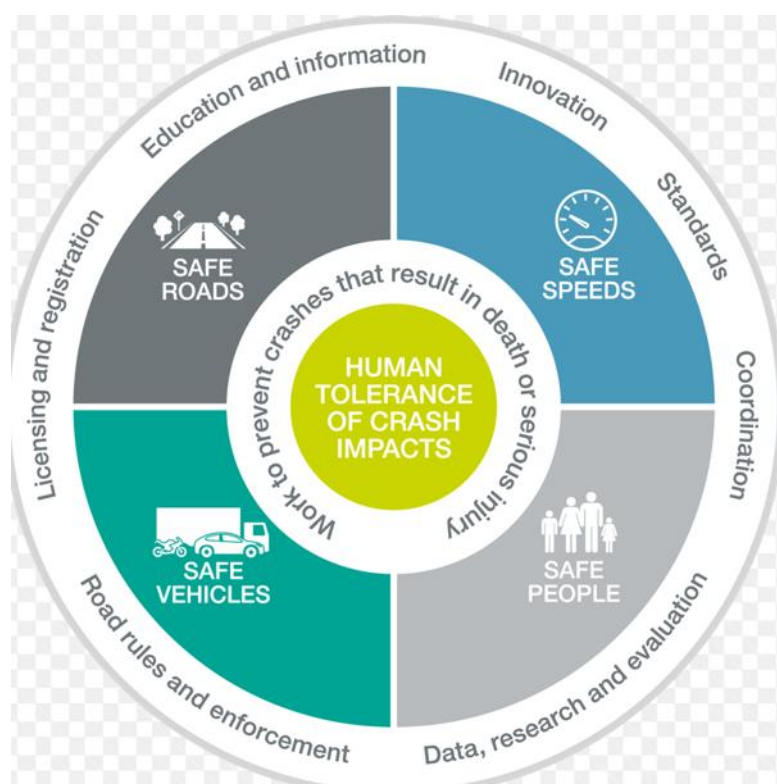 Education and information
Innovation
Standards
Coordination
Data, research and evaluation
Road rules and enforcement
Licensing and registration
SAFE
ROADS
SAFE
SPEEDS
SAFE
VEHICLES
SAFE
PEOPLE
Work to prevent crashes that result in death or serious injury
HUMAN
TOLERANCE
OF CRASH
IMPACTS